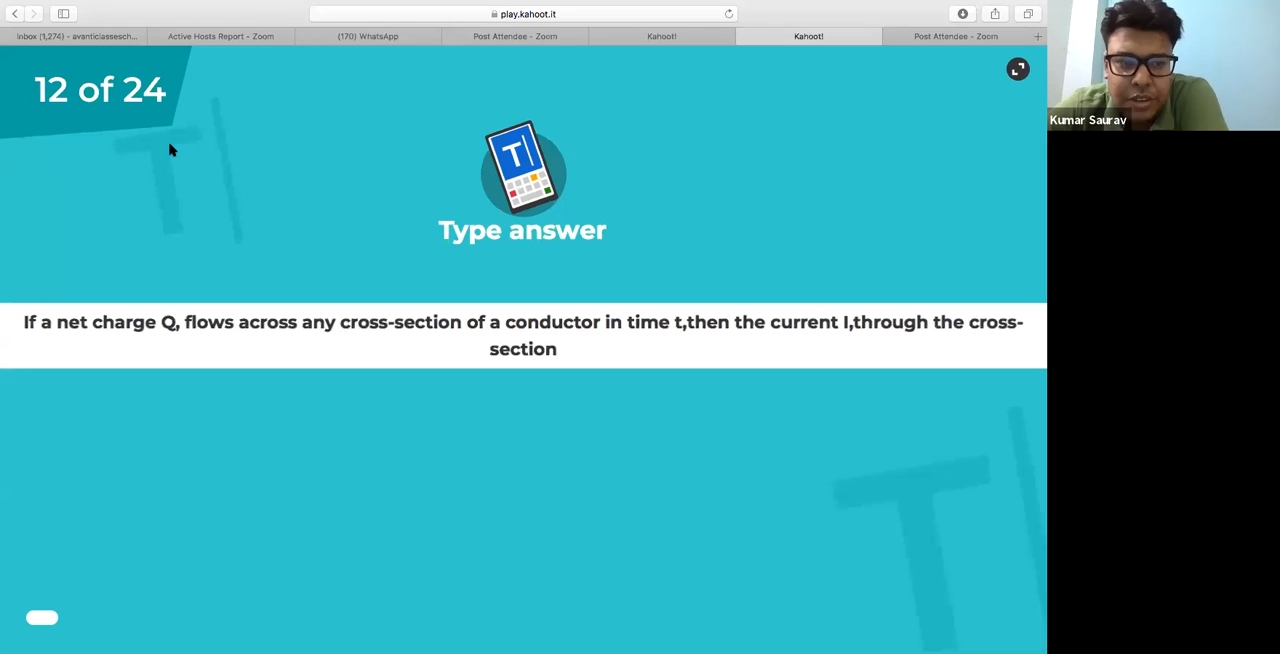 play.kahoot.it
Inbox (1,274) - avanticlassesch...
Active Hosts Report - Zoom
(170) WhatsApp
Post Attendee - Zoom
Kahoot!
Kahoot!
Post Attendee - Zoom
12 of 24
T
Type answer
If a net charge Q, flows across any cross-section of a conductor in time t,then the current I,through the cross-
section
Kumar Saurav